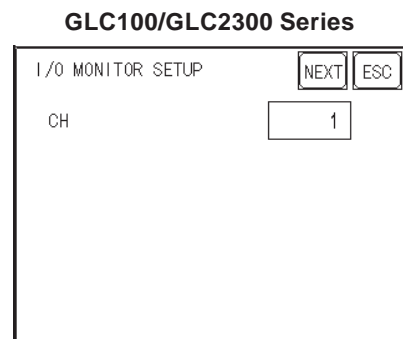 GLC100/GLC2300 Series
I/O MONITOR SETUP NEXT ESC
CH 1